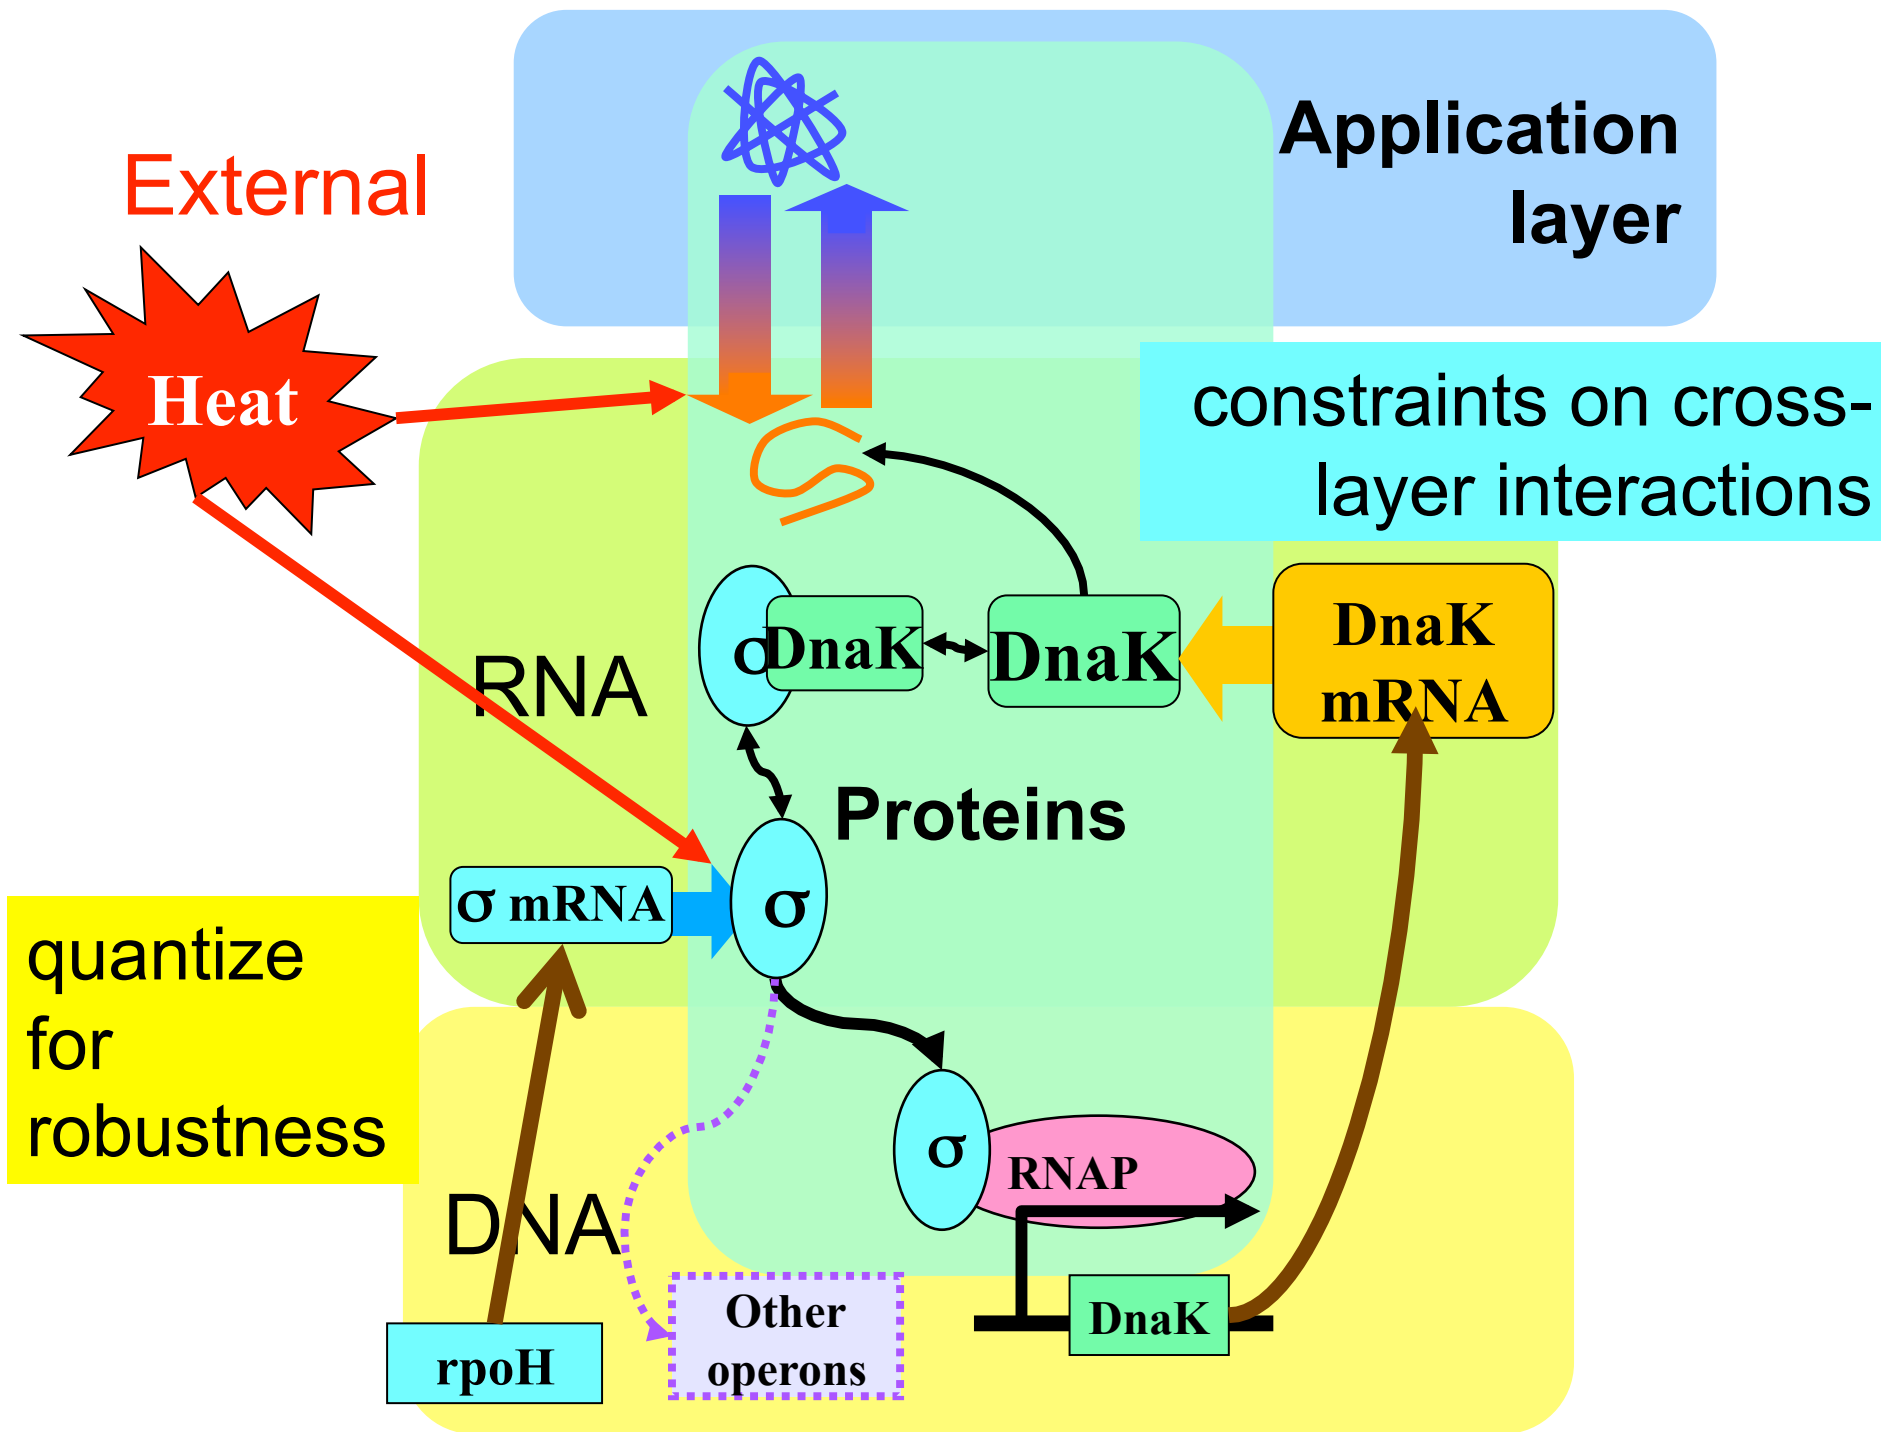 Application
layer
External
Heat
constraints on cross-
layer interactions
DnaK
mRNA
σ
DnaK
DnaK
RNA
Proteins
σ mRNA
σ
quantize
for
robustness
σ
RNAP
DNA
Other
operons
DnaK
rpoH